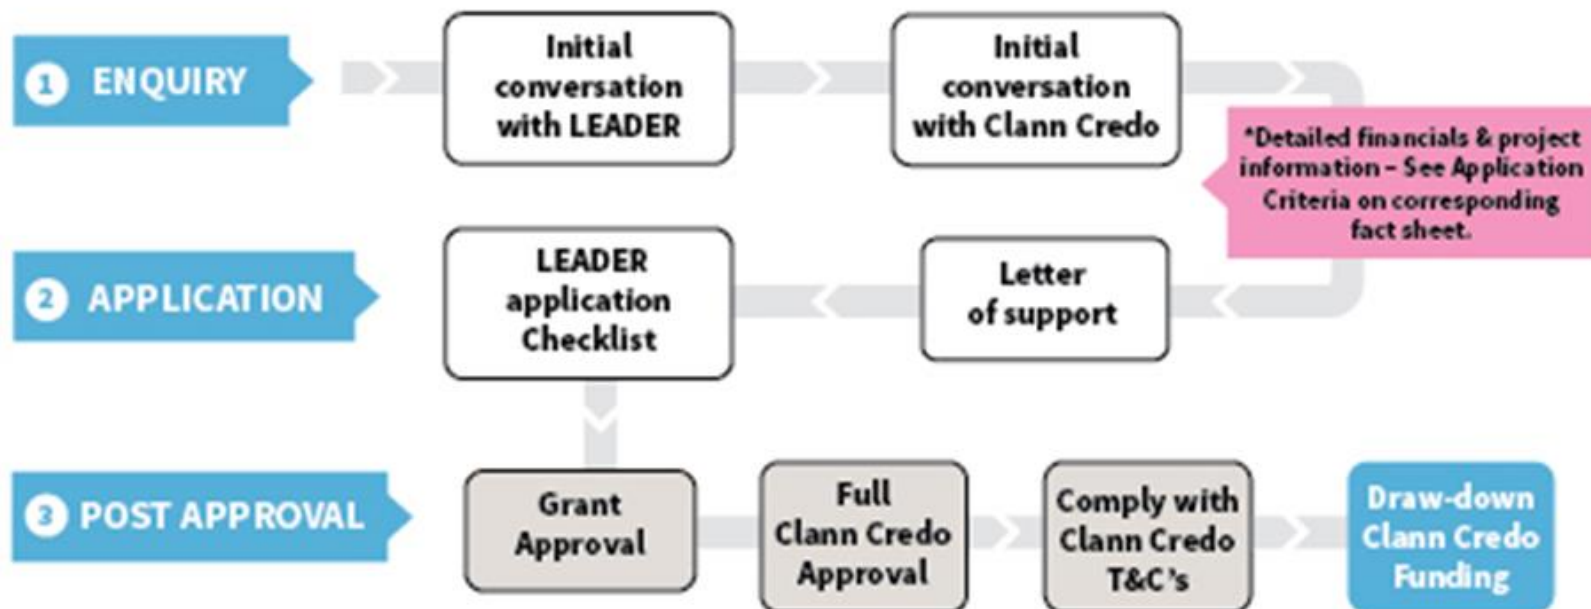 1 ENQUIRY
Initial
conversation
with LEADER
Initial
conversation
with Clann Credo
*Detailed financials & project
information – See Application
Criteria on corresponding
fact sheet.
2 APPLICATION
LEADER
application
Checklist
Letter
of support
3 POST APPROVAL
Grant
Approval
Full
Clann Credo
Approval
Comply with
Clann Credo
T&C's
Draw-down
Clann Credo
Funding